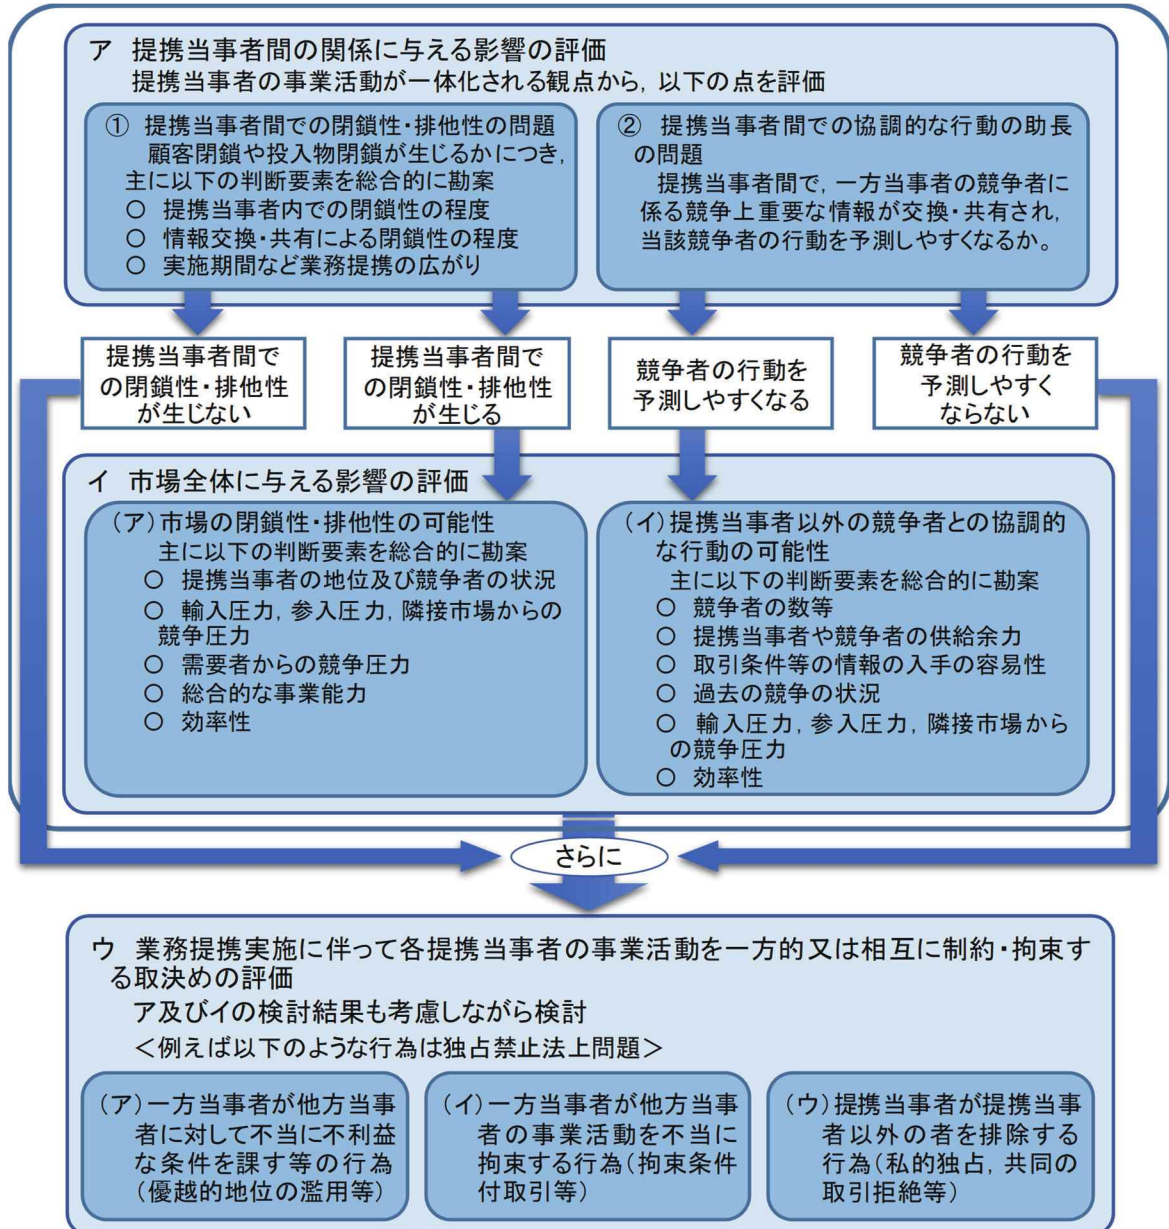 ア 提携当事者間の関係に与える影響の評価
提携当事者の事業活動が一体化される観点から，以下の点を評価
① 提携当事者間での閉鎖性・排他性の問題
顧客閉鎖や投入物閉鎖が生じるかにつき，
主に以下の判断要素を総合的に勘案
○ 提携当事者内での閉鎖性の程度
○ 情報交換・共有による閉鎖性の程度
○ 実施期間など業務提携の広がり
② 提携当事者間での協調的な行動の助長
の問題
提携当事者間で，一方当事者の競争者に
係る競争上重要な情報が交換・共有され，
当該競争者の行動を予測しやすくなるか。
提携当事者間で
の閉鎖性・排他性
が生じない
提携当事者間で
の閉鎖性・排他性
が生じる
競争者の行動を
予測しやすくなる
競争者の行動を
予測しやすく
ならない
イ 市場全体に与える影響の評価
（ア）市場の閉鎖性・排他性の可能性
主に以下の判断要素を総合的に勘案
○ 提携当事者の地位及び競争者の状況
○ 輸入圧力，参入圧力，隣接市場からの
競争圧力
○ 需要者からの競争圧力
○ 総合的な事業能力
○ 効率性
（イ）提携当事者以外の競争者との協調的
な行動の可能性
主に以下の判断要素を総合的に勘案
○ 競争者の数等
○ 提携当事者や競争者の供給余力
○ 取引条件等の情報の入手の容易性
○ 過去の競争の状況
○ 輸入圧力，参入圧力，隣接市場から
の競争圧力
○ 効率性
さらに
ウ 業務提携実施に伴って各提携当事者の事業活動を一方的又は相互に制約・拘束す
る取決めの評価
ア及びイの検討結果も考慮しながら検討
＜例えば以下のような行為は独占禁止法上問題＞
（ア）一方当事者が他方当事
者に対して不当に不利益
な条件を課す等の行為
（優越的地位の濫用等）
（イ）一方当事者が他方当事
者の事業活動を不当に
拘束する行為（拘束条件
付取引等）
（ウ）提携当事者が提携当事
者以外の者を排除する
行為（私的独占，共同の
取引拒絶等）